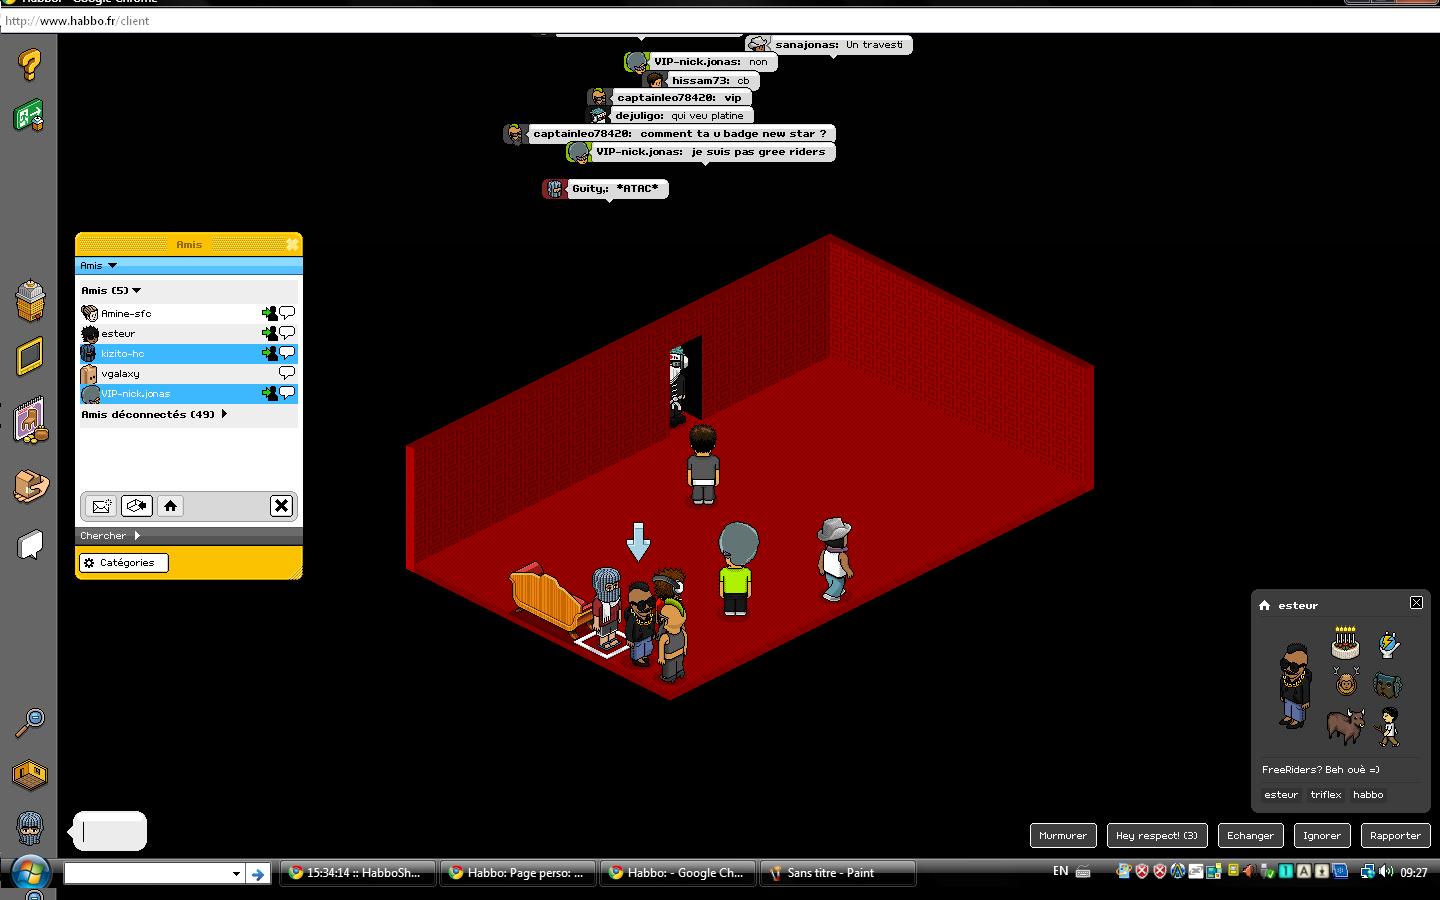 Habbo: - Google Chrome
http://www.habbo.fr/client
sanajonas: Un travesti
VIP-nick.jonas: non
hissam73: cb
captainleo78420: vip
dejuligo: qui veu platine
captainleo78420: comment ta u badge new star ?
VIP-nick.jonas: je suis pas gree riders
Guity,: *ATAC*
Amis
Amis
Amis (5)
Amine-sfc
esteur
kizito-hc
vgalaxy
VIP-nick.jonas
Amis déconnectés (49)
Chercher
Catégories
esteur
FreeRiders? Beh ouè =)
esteur triflex habbo
Murmurer Hey respect! (3) Echanger Ignorer Rapporter
15:34:14 :: HabboSh... Habbo: Page perso: ... Habbo: - Google Ch... Sans titre - Paint EN 09:27